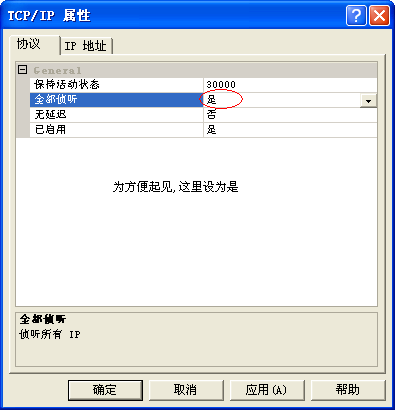 TCP/IP 属性
协议 IP 地址
General
保持活动状态 30000
全部侦听 是
无延迟 否
已启用 是
为方便起见,这里设为是
全部侦听
侦听所有 IP
确定 取消 应用(A) 帮助